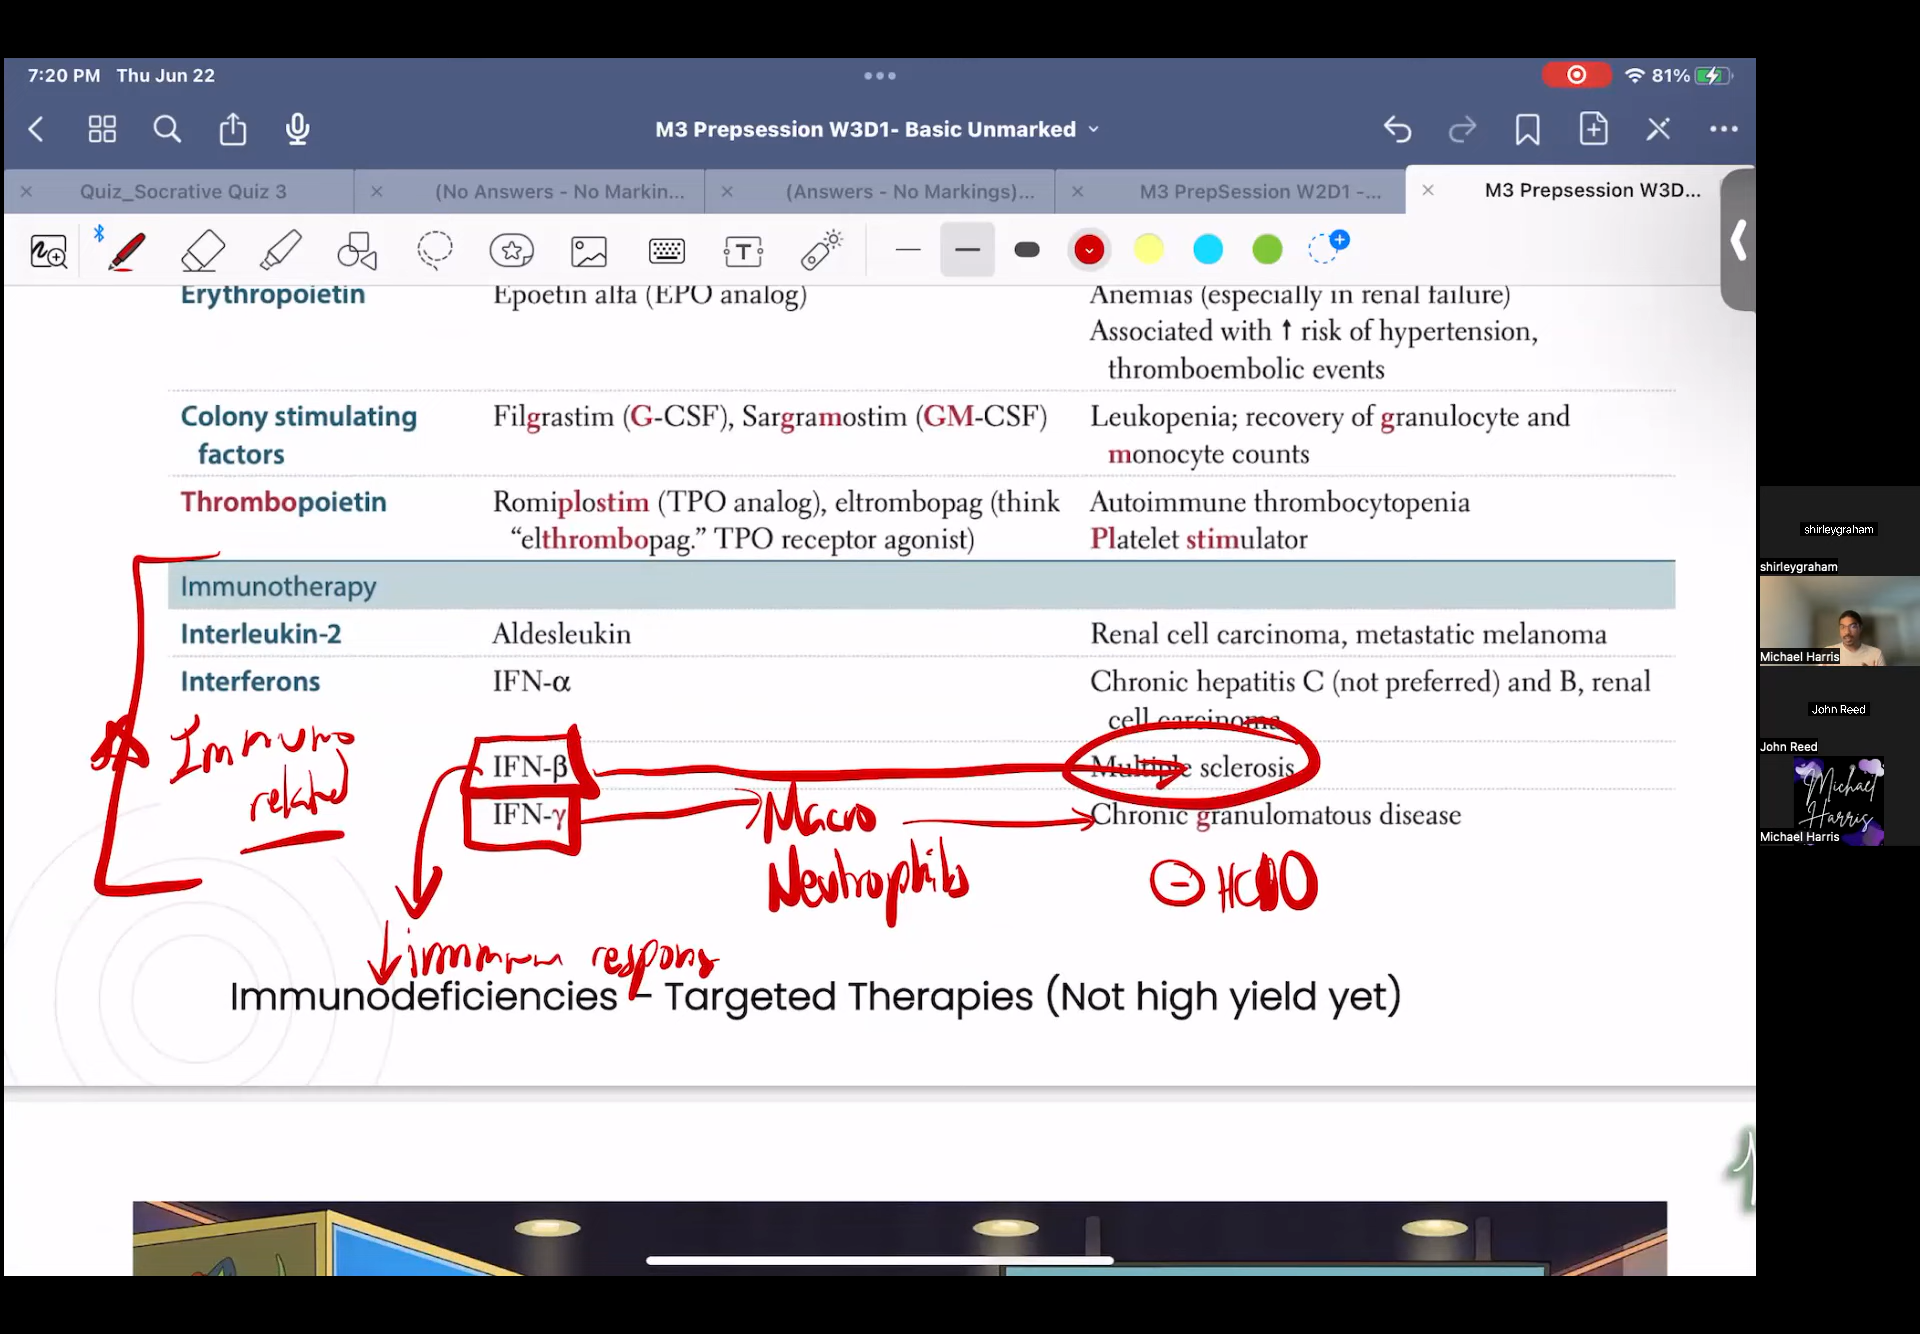 7:20 PM Thu Jun 22
81%
M3 Prepsession W3D1- Basic Unmarked
Quiz_Socrative Quiz 3
(No Answers - No Markin...
(Answers - No Markings)...
M3 PrepSession W2D1 -...
M3 Prepsession W3D...
Erythropoietin Epoetin alfa (EPO analog) Anemias (especially in renal failure)
Associated with ↑ risk of hypertension,
thromboembolic events
Colony stimulating Filgrastim (G-CSF), Sargramostim (GM-CSF) Leukopenia; recovery of granulocyte and
factors monocyte counts
Thrombopoietin Romiplostim (TPO analog), eltrombopag (think Autoimmune thrombocytopenia
“elthrombopag.” TPO receptor agonist) Platelet stimulator
Immunotherapy
Interleukin-2 Aldesleukin Renal cell carcinoma, metastatic melanoma
Interferons IFN-α Chronic hepatitis C (not preferred) and B, renal
cell carcinoma
Immuno
related
IFN-β Multiple sclerosis
IFN-γ Macro Chronic granulomatous disease
Neutrophils
↓ immun respons
Immunodeficiencies – Targeted Therapies (Not high yield yet)
shirleygraham
shirleygraham
Michael Harris
John Reed
John Reed
Michael
Harris
Michael Harris